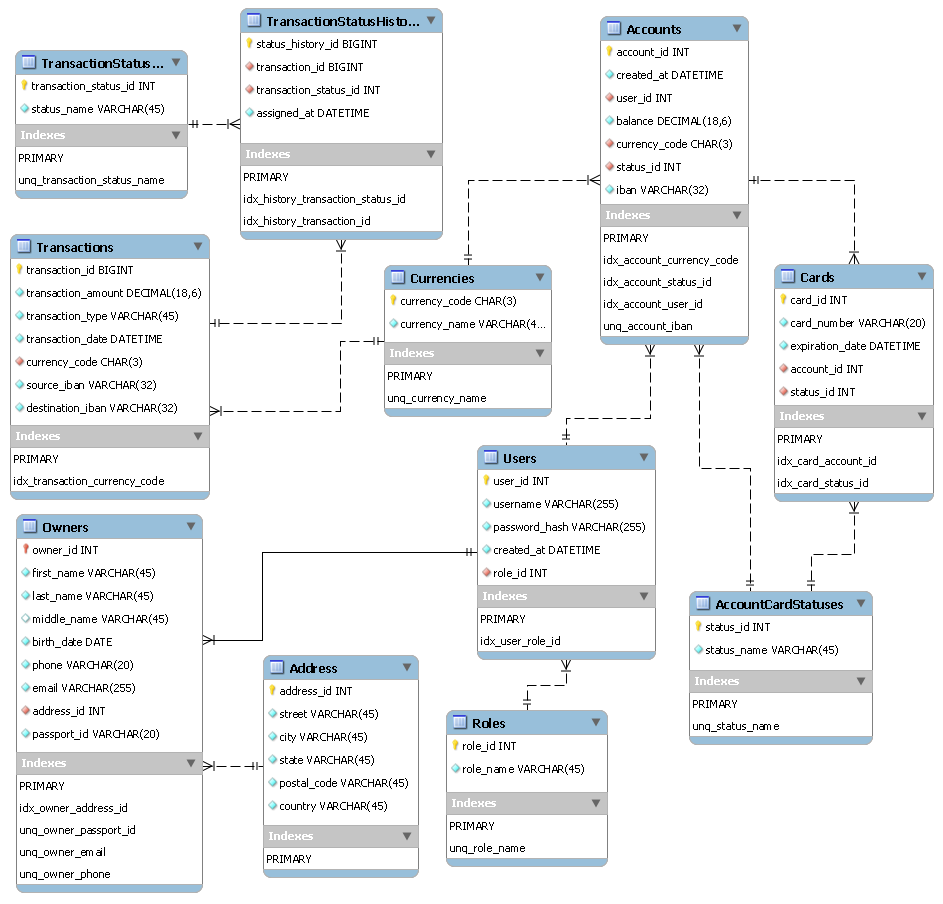 TransactionStatus...
transaction_status_id INT
status_name VARCHAR(45)
Indexes
PRIMARY
unq_transaction_status_name
TransactionStatusHisto...
status_history_id BIGINT
transaction_id BIGINT
transaction_status_id INT
assigned_at DATETIME
Indexes
PRIMARY
idx_history_transaction_status_id
idx_history_transaction_id
Accounts
account_id INT
created_at DATETIME
user_id INT
balance DECIMAL(18,6)
currency_code CHAR(3)
status_id INT
iban VARCHAR(32)
Indexes
PRIMARY
idx_account_currency_code
idx_account_status_id
idx_account_user_id
unq_account_iban
Transactions
transaction_id BIGINT
transaction_amount DECIMAL(18,6)
transaction_type VARCHAR(45)
transaction_date DATETIME
currency_code CHAR(3)
source_iban VARCHAR(32)
destination_iban VARCHAR(32)
Indexes
PRIMARY
idx_transaction_currency_code
Currencies
currency_code CHAR(3)
currency_name VARCHAR(4...
Indexes
PRIMARY
unq_currency_name
Cards
card_id INT
card_number VARCHAR(20)
expiration_date DATETIME
account_id INT
status_id INT
Indexes
PRIMARY
idx_card_account_id
idx_card_status_id
Users
user_id INT
username VARCHAR(255)
password_hash VARCHAR(255)
created_at DATETIME
role_id INT
Indexes
PRIMARY
idx_user_role_id
Owners
owner_id INT
first_name VARCHAR(45)
last_name VARCHAR(45)
middle_name VARCHAR(45)
birth_date DATE
phone VARCHAR(20)
email VARCHAR(255)
address_id INT
passport_id VARCHAR(20)
Indexes
PRIMARY
idx_owner_address_id
unq_owner_passport_id
unq_owner_email
unq_owner_phone
Address
address_id INT
street VARCHAR(45)
city VARCHAR(45)
state VARCHAR(45)
postal_code VARCHAR(45)
country VARCHAR(45)
Indexes
PRIMARY
Roles
role_id INT
role_name VARCHAR(45)
Indexes
PRIMARY
unq_role_name
AccountCardStatuses
status_id INT
status_name VARCHAR(45)
Indexes
PRIMARY
unq_status_name